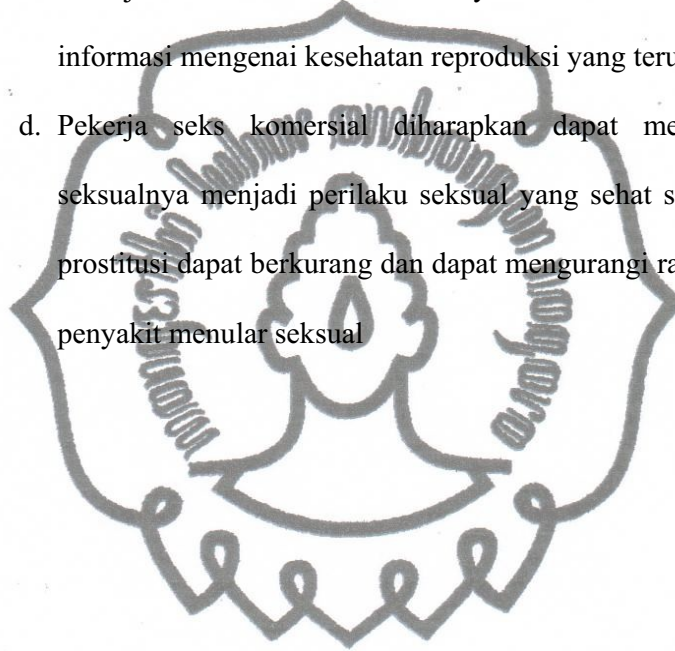 informasi mengenai kesehatan reproduksi yang teru
d. Pekerja seks komersial diharapkan dapat me
seksualnya menjadi perilaku seksual yang sehat s
prostitusi dapat berkurang dan dapat mengurangi ra
penyakit menular seksual